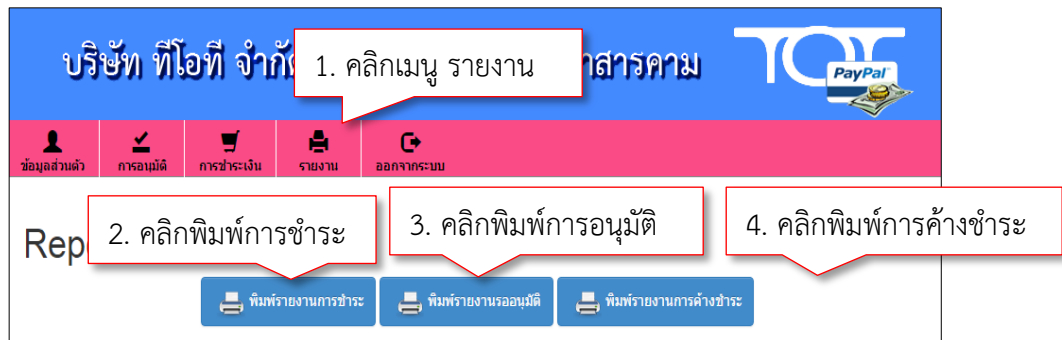 บริษัท ทีโอที จำกัด
าสารคาม
TOT
PayPal
1. คลิกเมนู รายงาน
ข้อมูลส่วนตัว
การอนุมัติ
การชำระเงิน
รายงาน
ออกจากระบบ
Repo
2. คลิกพิมพ์การชำระ
3. คลิกพิมพ์การอนุมัติ
4. คลิกพิมพ์การค้างชำระ
พิมพ์รายงานการชำระ
พิมพ์รายงานรออนุมัติ
พิมพ์รายงานการค้างชำระ